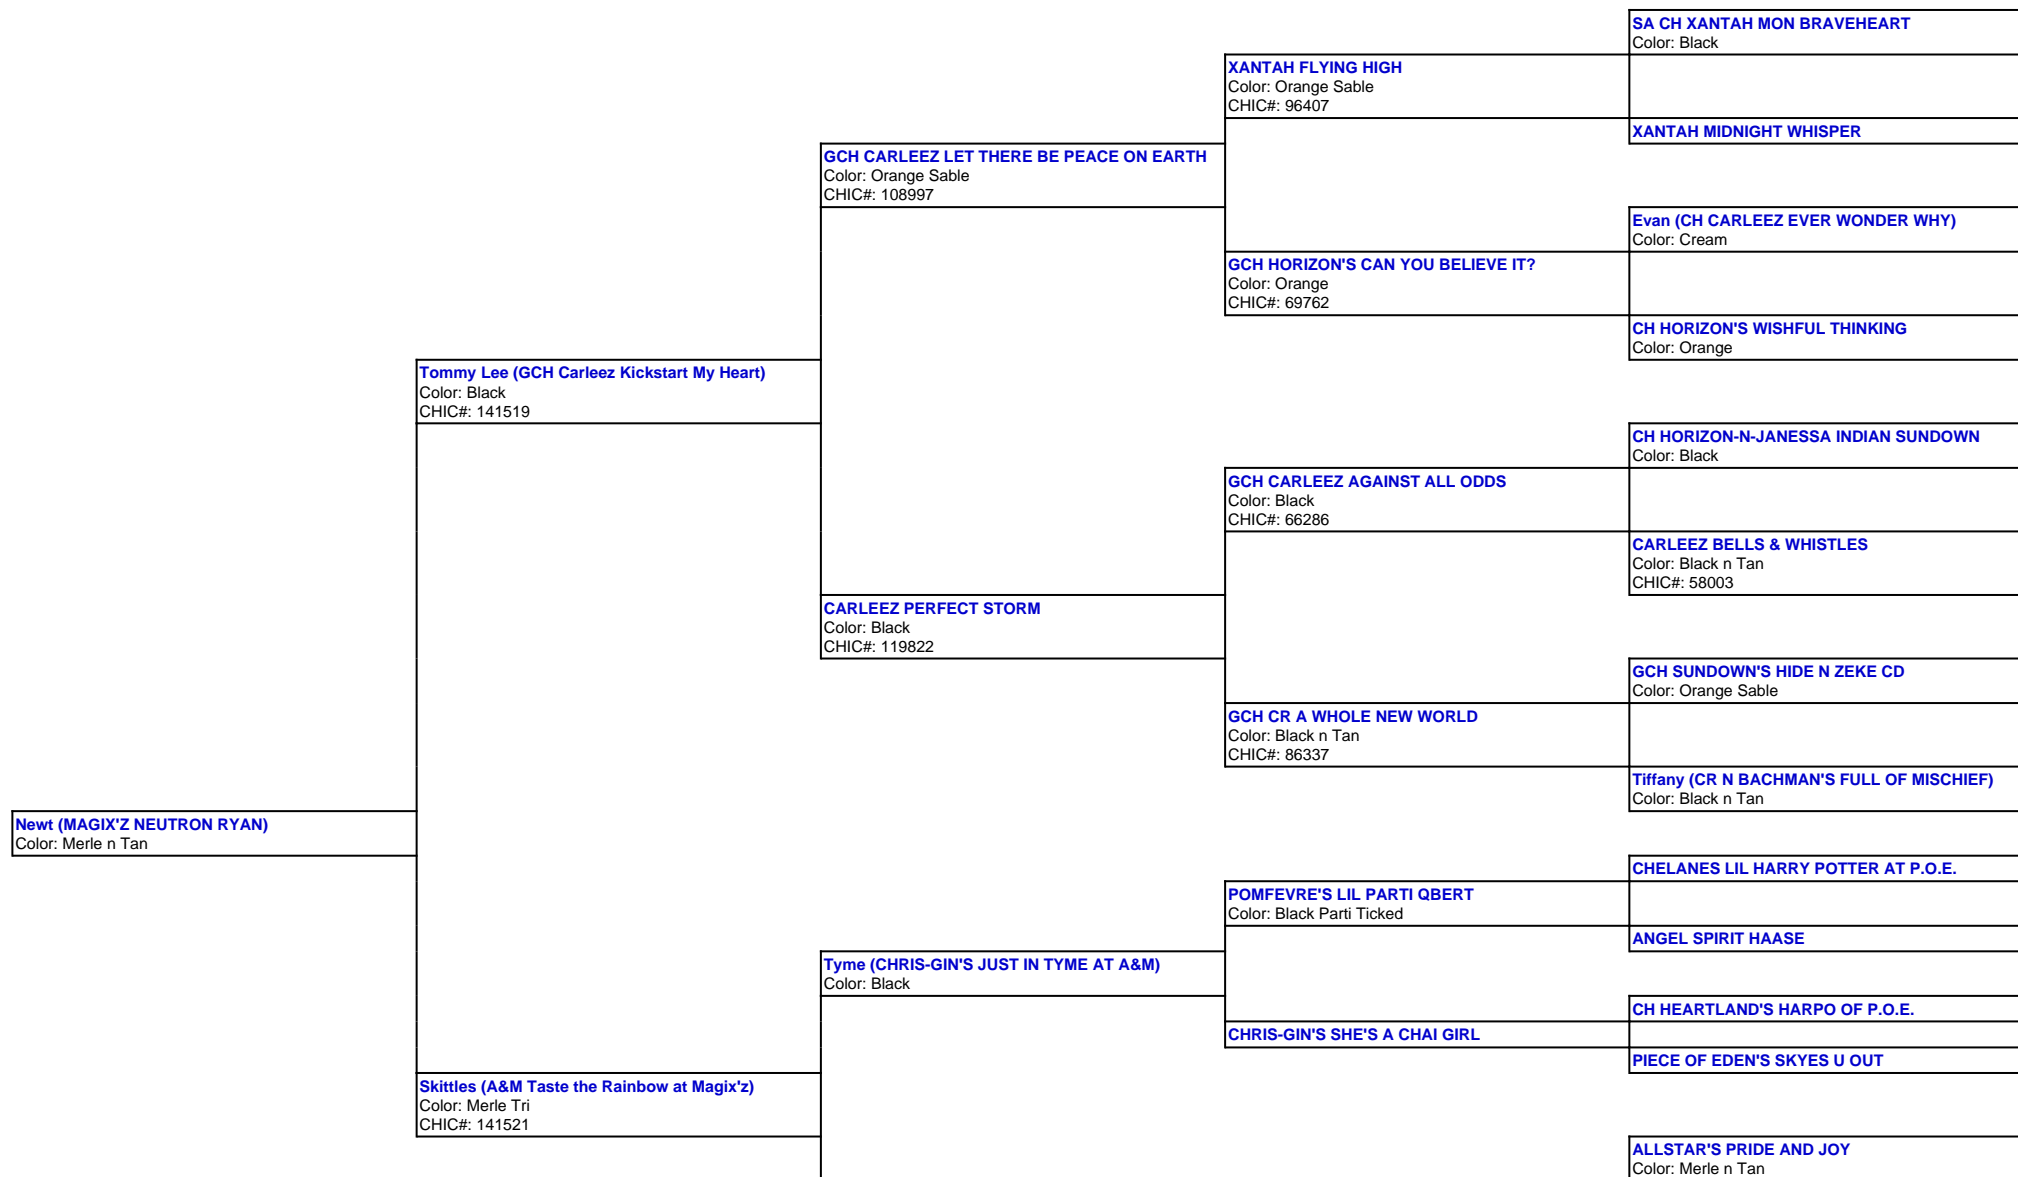 SA CH XANTAH MON BRAVEHEART
Color: Black
XANTAH FLYING HIGH
Color: Orange Sable
CHIC#: 96407
XANTAH MIDNIGHT WHISPER
GCH CARLEEZ LET THERE BE PEACE ON EARTH
Color: Orange Sable
CHIC#: 108997
Evan (CH CARLEEZ EVER WONDER WHY)
Color: Cream
GCH HORIZON'S CAN YOU BELIEVE IT?
Color: Orange
CHIC#: 69762
CH HORIZON'S WISHFUL THINKING
Color: Orange
Tommy Lee (GCH Carleez Kickstart My Heart)
Color: Black
CHIC#: 141519
CH HORIZON-N-JANESSA INDIAN SUNDOWN
Color: Black
GCH CARLEEZ AGAINST ALL ODDS
Color: Black
CHIC#: 66286
CARLEEZ BELLS & WHISTLES
Color: Black n Tan
CHIC#: 58003
CARLEEZ PERFECT STORM
Color: Black
CHIC#: 119822
GCH SUNDOWN'S HIDE N ZEKE CD
Color: Orange Sable
GCH CR A WHOLE NEW WORLD
Color: Black n Tan
CHIC#: 86337
Tiffany (CR N BACHMAN'S FULL OF MISCHIEF)
Color: Black n Tan
Newt (MAGIX'Z NEUTRON RYAN)
Color: Merle n Tan
CHELANES LIL HARRY POTTER AT P.O.E.
POMFEVRE'S LIL PARTI QBERT
Color: Black Parti Ticked
ANGEL SPIRIT HAASE
Tyme (CHRIS-GIN'S JUST IN TYME AT A&M)
Color: Black
CH HEARTLAND'S HARPO OF P.O.E.
CHRIS-GIN'S SHE'S A CHAI GIRL
PIECE OF EDEN'S SKYES U OUT
Skittles (A&M Taste the Rainbow at Magix'z)
Color: Merle Tri
CHIC#: 141521
ALLSTAR'S PRIDE AND JOY
Color: Merle n Tan